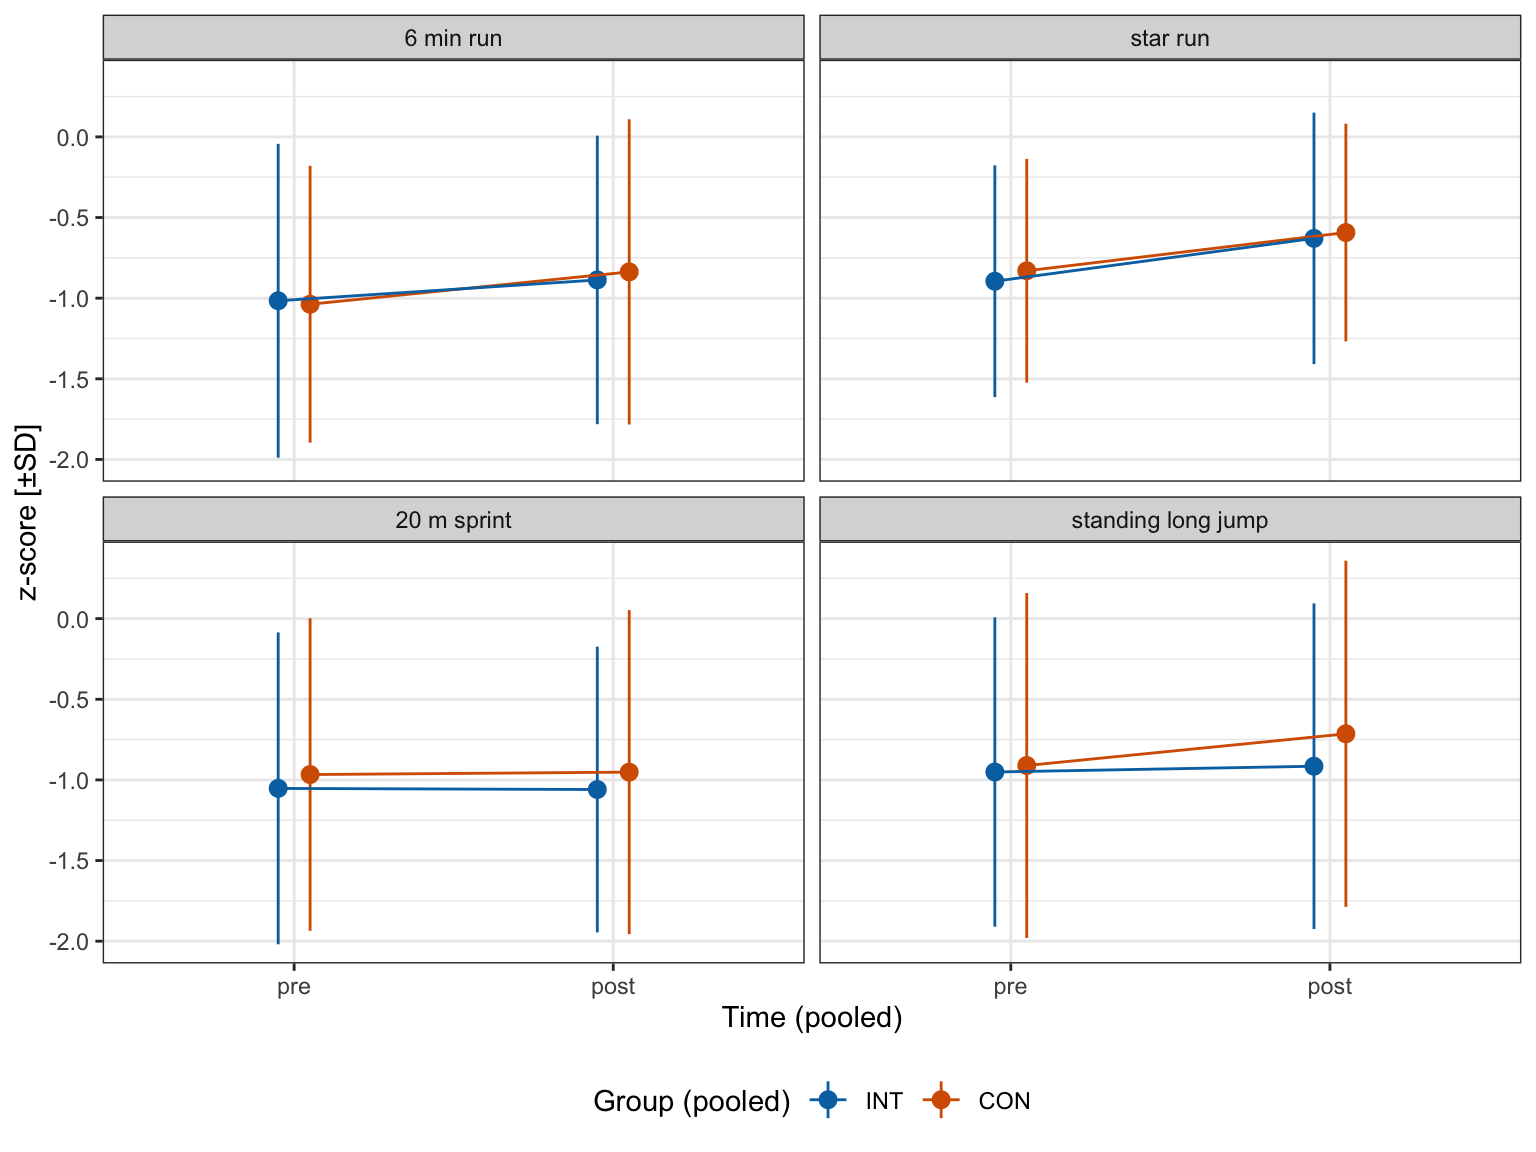 6 min run
star run
0.0
-0.5
-1.0
-1.5
-2.0
20 m sprint
standing long jump
0.0
-0.5
-1.0
-1.5
-2.0
z-score [±SD]
pre
post
pre
post
Time (pooled)
Group (pooled) INT CON